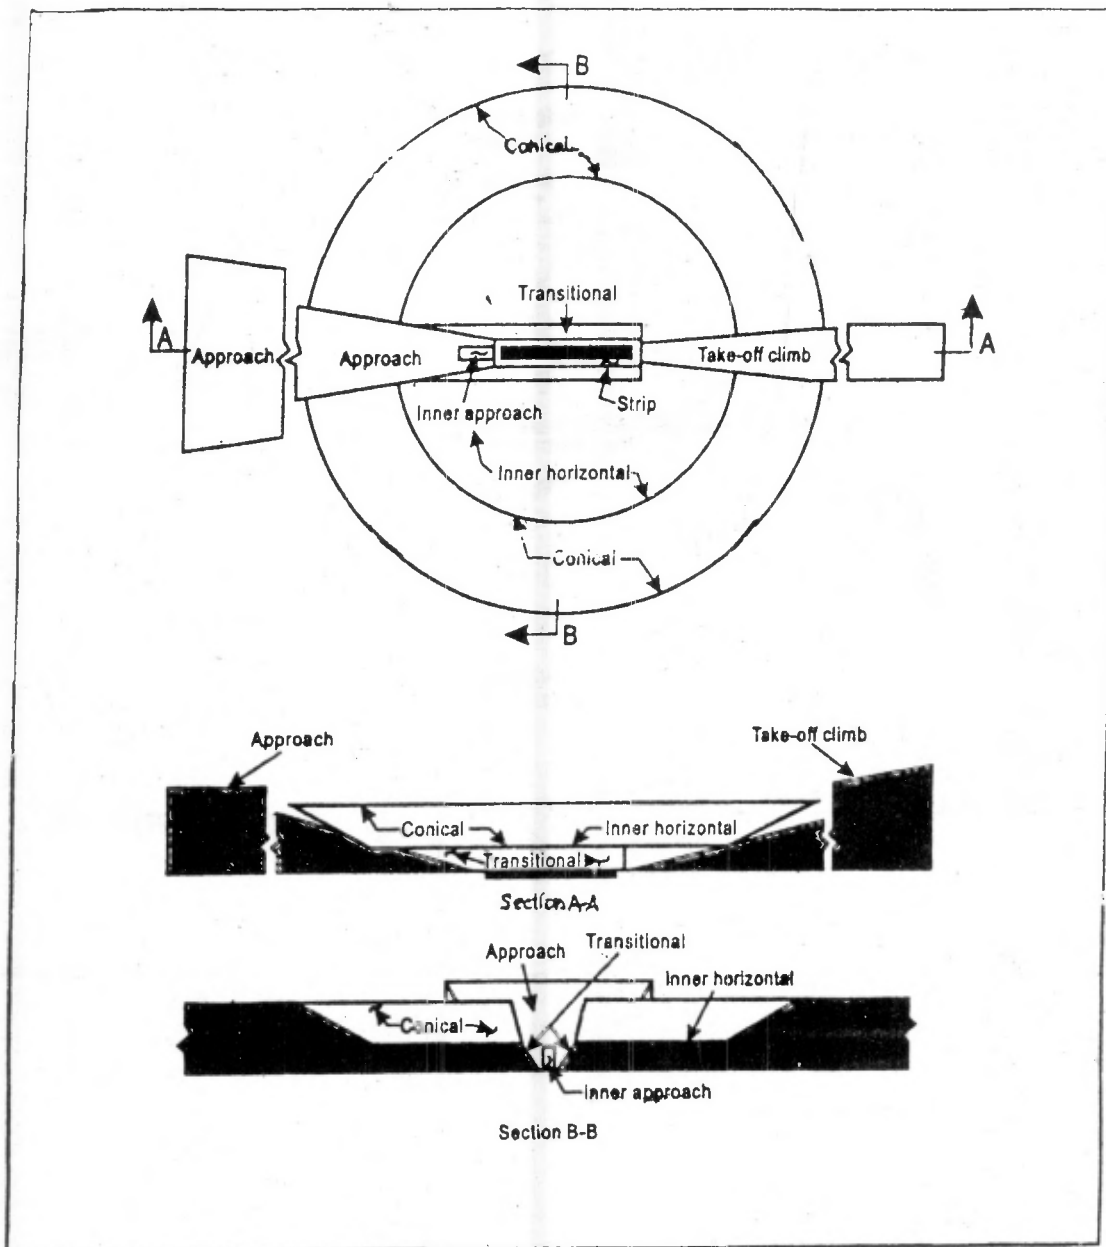 B
Conical
Transitional
A
Approach
Approach
Take-off climb
A
Inner approach
Strip
Inner horizontal
Conical
B
Approach
Take-off climb
Conical
Inner horizontal
Transitional
Section A-A
Approach
Transitional
Inner horizontal
Conical
Inner approach
Section B-B